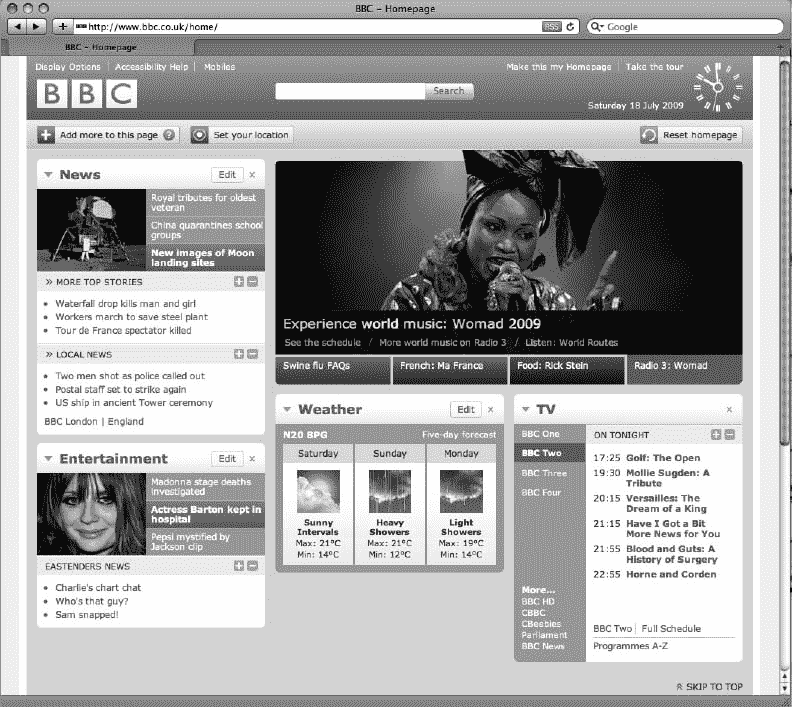 BBC – Homepage
http://www.bbc.co.uk/home/
RSS
Google
BBC – Homepage
Display Options
Accessibility Help
Mobiles
Make this my Homepage
Take the tour
BBC
Search
Saturday 18 July 2009
Add more to this page ?
Set your location
Reset homepage
News
Edit x
Royal tributes for oldest
veteran
China quarantines school
groups
New images of Moon
landing sites
» MORE TOP STORIES
• Waterfall drop kills man and girl
• Workers march to save steel plant
• Tour de France spectator killed
» LOCAL NEWS
• Two men shot as police called out
• Postal staff set to strike again
• US ship in ancient Tower ceremony
BBC London | England
Entertainment
Edit x
Madonna stage deaths
investigated
Actress Barton kept in
hospital
Pepsi mystified by
Jackson clip
EASTENDERS NEWS
• Charlie's chart chat
• Who's that guy?
• Sam snapped!
Experience world music: Womad 2009
See the schedule / More world music on Radio 3 / Listen: World Routes
Swine flu FAQs
French: Ma France
Food: Rick Stein
Radio 3: Womad
Weather
Edit x
N20 BPG
Five-day forecast
Saturday
Sunny
Intervals
Max: 21°C
Min: 14°C
Sunday
Heavy
Showers
Max: 21°C
Min: 12°C
Monday
Light
Showers
Max: 19°C
Min: 14°C
TV
x
BBC One
BBC Two
BBC Three
BBC Four
More...
BBC HD
CBBC
CBeebies
Parliament
BBC News
ON TONIGHT
17:25 Golf: The Open
19:30 Mollie Sugden: A
Tribute
20:15 Versailles: The
Dream of a King
21:15 Have I Got a Bit
More News for You
21:55 Blood and Guts: A
History of Surgery
22:55 Horne and Corden
BBC Two | Full Schedule
Programmes A-Z
SKIP TO TOP